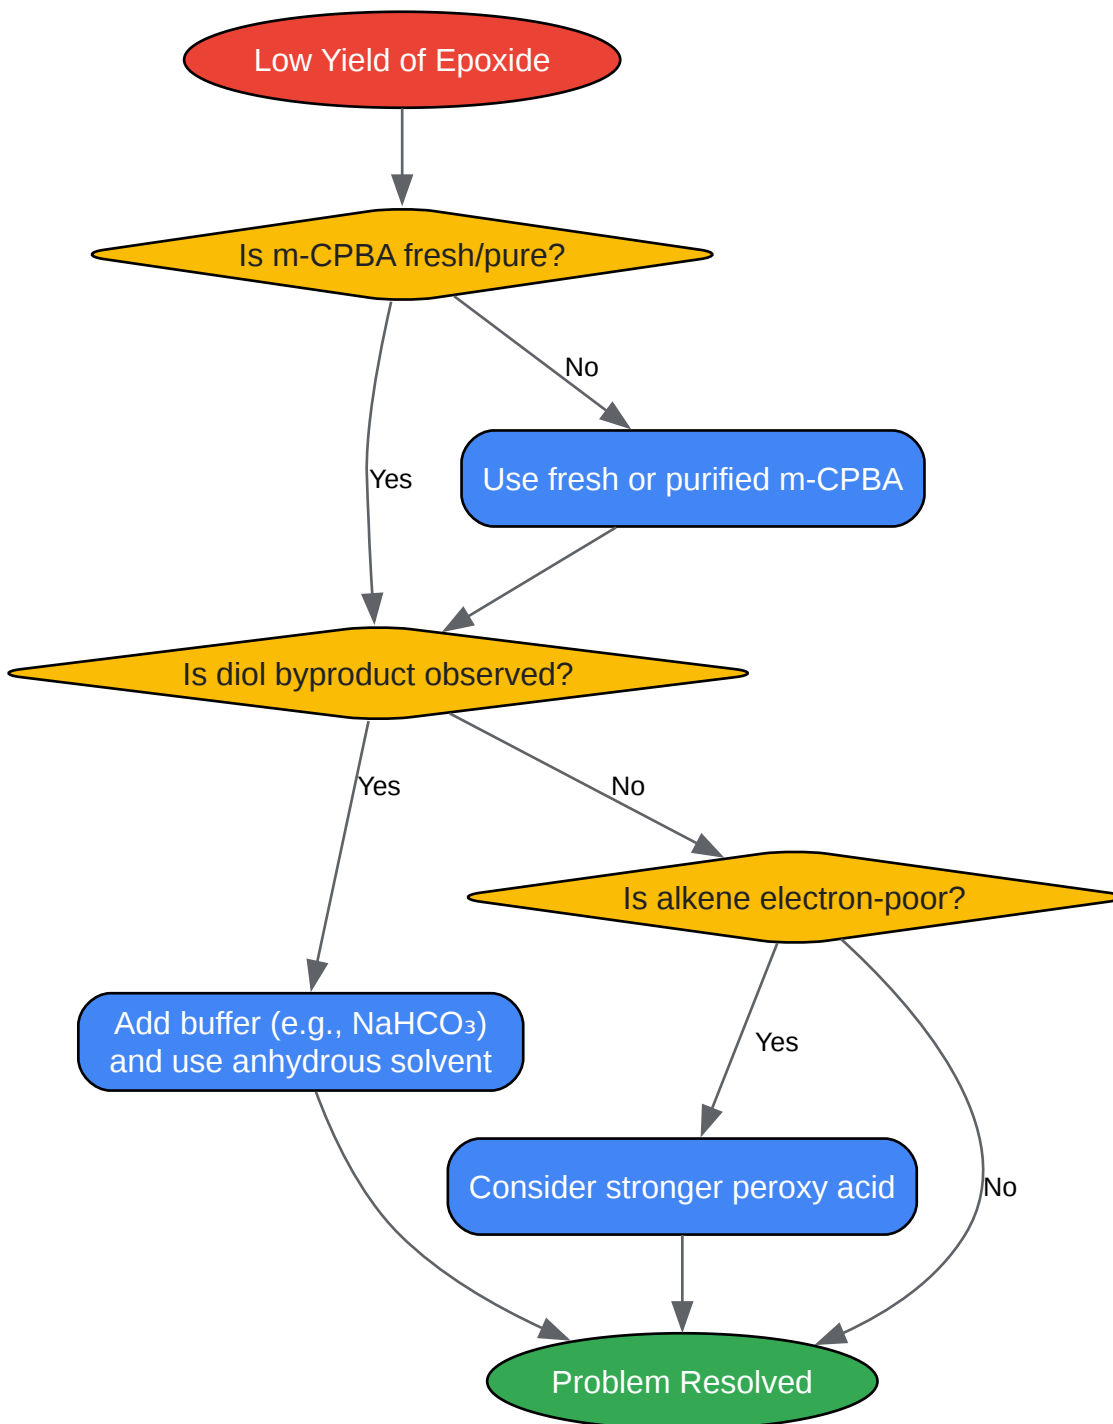 Low Yield of Epoxide
Is m-CPBA fresh/pure?
No
Yes
Use fresh or purified m-CPBA
Is diol byproduct observed?
Yes
No
Is alkene electron-poor?
Add buffer (e.g., NaHCO₃)
and use anhydrous solvent
Yes
Consider stronger peroxy acid
No
Problem Resolved